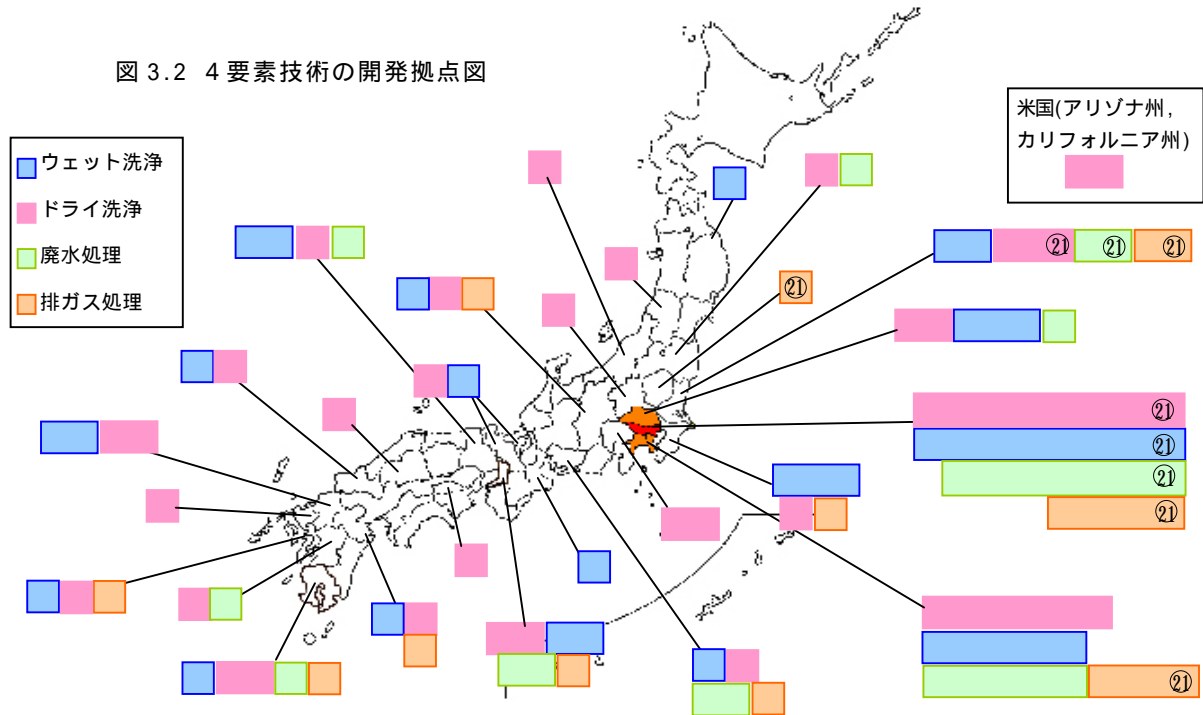 図 3.2 4要素技術の開発拠点図
米国(アリゾナ州,
カリフォルニア州)
ウェット洗浄
ドライ洗浄
廃水処理
排ガス処理
㉑ ㉑ ㉑
㉑
㉑
㉑
㉑
㉑
㉑